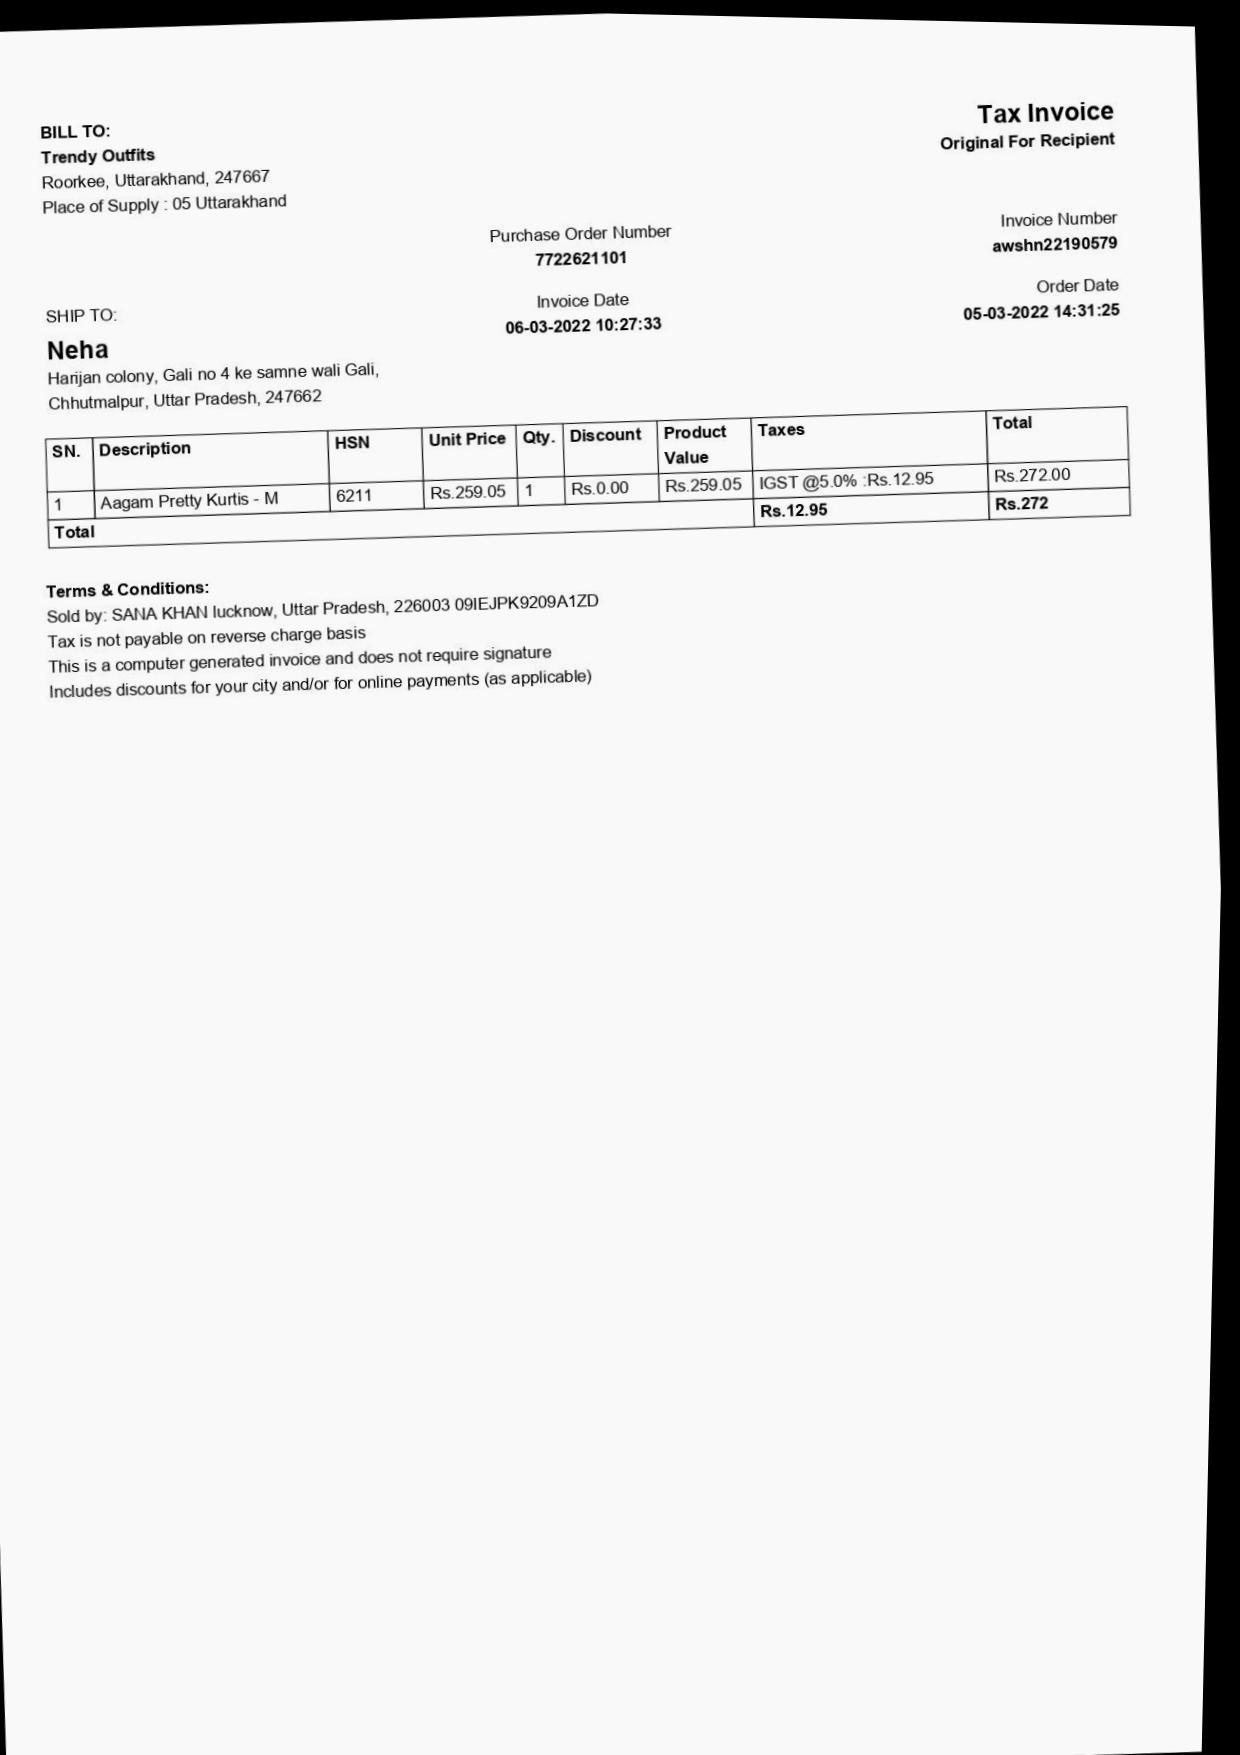 Tax Invoice
Original For Recipient
BILL TO:
Trendy Outfits
Roorkee, Uttarakhand, 247667
Place of Supply : 05 Uttarakhand
Purchase Order Number
7722621101
Invoice Number
awshn22190579
Invoice Date
06-03-2022 10:27:33
Order Date
05-03-2022 14:31:25
SHIP TO:
Neha
Harijan colony, Gali no 4 ke samne wali Gali,
Chhutmalpur, Uttar Pradesh, 247662
SN. Description HSN Unit Price Qty. Discount Product Value Taxes Total
1 Aagam Pretty Kurtis - M 6211 Rs.259.05 1 Rs.0.00 Rs.259.05 IGST @5.0% :Rs.12.95 Rs.272.00
Total Rs.12.95 Rs.272
Terms & Conditions:
Sold by: SANA KHAN lucknow, Uttar Pradesh, 226003 09IEJPK9209A1ZD
Tax is not payable on reverse charge basis
This is a computer generated invoice and does not require signature
Includes discounts for your city and/or for online payments (as applicable)